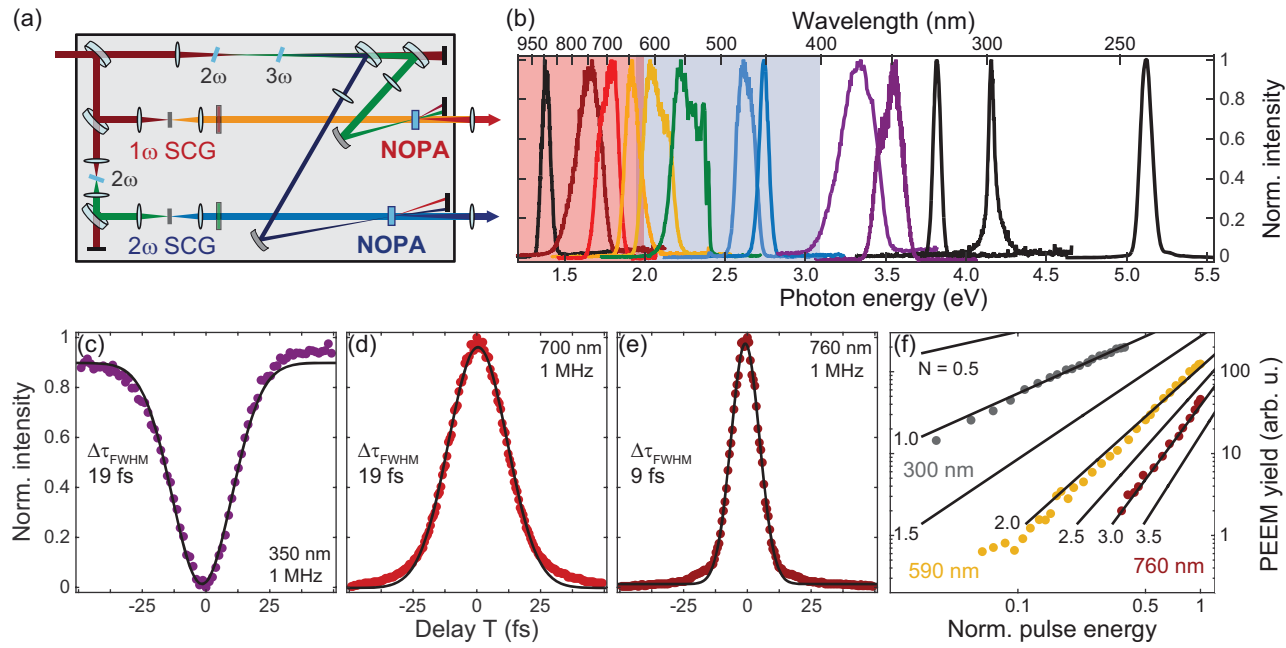 (a)
2ω
3ω
1ω SCG
NOPA
2ω
2ω SCG
NOPA
(b)
Wavelength (nm)
950 800 700 600 500 400 300 250
1
0.8
0.6
0.4
0.2
0
Norm. intensity
1.5 2.0 2.5 3.0 3.5 4.0 4.5 5.0 5.5
Photon energy (eV)
(c)
1
0.8
0.6
0.4
0.2
0
Norm. intensity
Δτ_FWHM
19 fs
350 nm
1 MHz
-25 0 25
(d)
700 nm
1 MHz
Δτ_FWHM
19 fs
-25 0 25
Delay T (fs)
(e)
760 nm
1 MHz
Δτ_FWHM
9 fs
-25 0 25
(f)
N = 0.5
1.0
300 nm
1.5
2.0
2.5
3.0
3.5
590 nm
760 nm
100
10
1
PEEM yield (arb. u.)
0.1 0.5 1
Norm. pulse energy